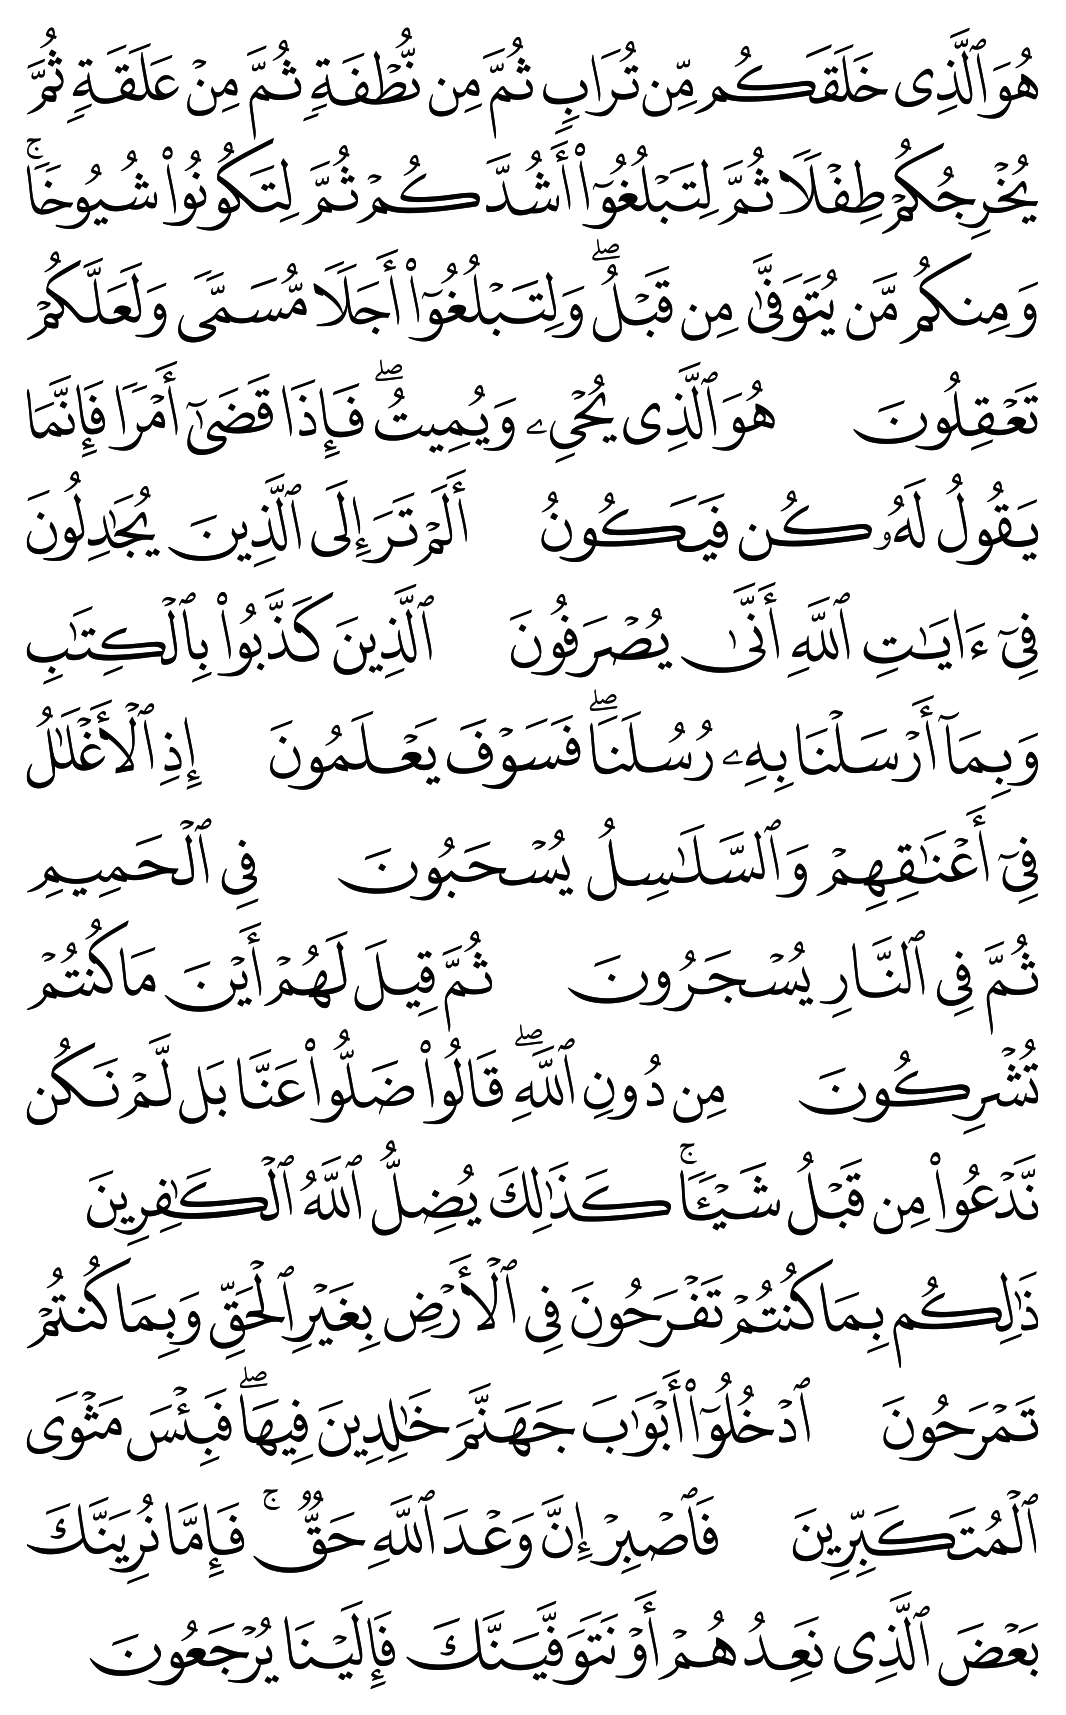 هُوَ ٱلَّذِى خَلَقَكُم مِّن تُرَابٍۢ ثُمَّ مِن نُّطْفَةٍۢ ثُمَّ مِنْ عَلَقَةٍۢ ثُمَّ
يُخْرِجُكُمْ طِفْلًۭا ثُمَّ لِتَبْلُغُوٓا۟ أَشُدَّكُمْ ثُمَّ لِتَكُونُوا۟ شُيُوخًۭا ۚ
وَمِنكُم مَّن يُتَوَفَّىٰ مِن قَبْلُ ۖ وَلِتَبْلُغُوٓا۟ أَجَلًۭا مُّسَمًّۭى وَلَعَلَّكُمْ
تَعْقِلُونَ هُوَ ٱلَّذِى يُحْىِۦ وَيُمِيتُ ۖ فَإِذَا قَضَىٰٓ أَمْرًۭا فَإِنَّمَا
يَقُولُ لَهُۥ كُن فَيَكُونُ أَلَمْ تَرَ إِلَى ٱلَّذِينَ يُجَٰدِلُونَ
فِىٓ ءَايَٰتِ ٱللَّهِ أَنَّىٰ يُصْرَفُونَ ٱلَّذِينَ كَذَّبُوا۟ بِٱلْكِتَٰبِ
وَبِمَآ أَرْسَلْنَا بِهِۦ رُسُلَنَا ۖ فَسَوْفَ يَعْلَمُونَ إِذِ ٱلْأَغْلَٰلُ
فِىٓ أَعْنَٰقِهِمْ وَٱلسَّلَٰسِلُ يُسْحَبُونَ فِى ٱلْحَمِيمِ
ثُمَّ فِى ٱلنَّارِ يُسْجَرُونَ ثُمَّ قِيلَ لَهُمْ أَيْنَ مَا كُنتُمْ
تُشْرِكُونَ مِن دُونِ ٱللَّهِ ۖ قَالُوا۟ ضَلُّوا۟ عَنَّا بَل لَّمْ نَكُن
نَّدْعُوا۟ مِن قَبْلُ شَيْـًۭٔا ۚ كَذَٰلِكَ يُضِلُّ ٱللَّهُ ٱلْكَٰفِرِينَ
ذَٰلِكُم بِمَا كُنتُمْ تَفْرَحُونَ فِى ٱلْأَرْضِ بِغَيْرِ ٱلْحَقِّ وَبِمَا كُنتُمْ
تَمْرَحُونَ ٱدْخُلُوٓا۟ أَبْوَٰبَ جَهَنَّمَ خَٰلِدِينَ فِيهَا ۖ فَبِئْسَ مَثْوَى
ٱلْمُتَكَبِّرِينَ فَٱصْبِرْ إِنَّ وَعْدَ ٱللَّهِ حَقٌّۭ ۚ فَإِمَّا نُرِيَنَّكَ
بَعْضَ ٱلَّذِى نَعِدُهُمْ أَوْ نَتَوَفَّيَنَّكَ فَإِلَيْنَا يُرْجَعُونَ